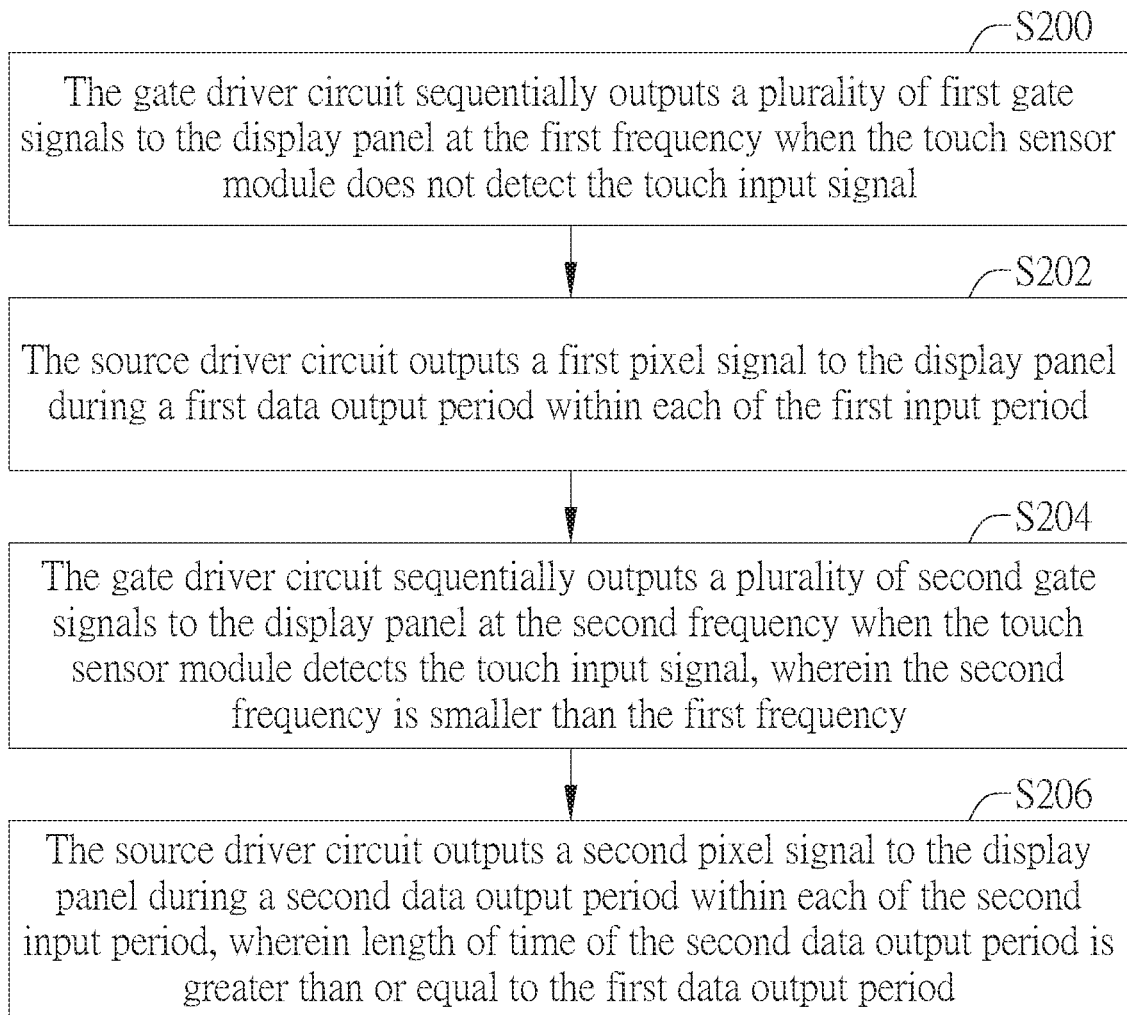 S200
The gate driver circuit sequentially outputs a plurality of first gate
signals to the display panel at the first frequency when the touch sensor
module does not detect the touch input signal
S202
The source driver circuit outputs a first pixel signal to the display panel
during a first data output period within each of the first input period
S204
The gate driver circuit sequentially outputs a plurality of second gate
signals to the display panel at the second frequency when the touch
sensor module detects the touch input signal, wherein the second
frequency is smaller than the first frequency
S206
The source driver circuit outputs a second pixel signal to the display
panel during a second data output period within each of the second
input period, wherein length of time of the second data output period is
greater than or equal to the first data output period